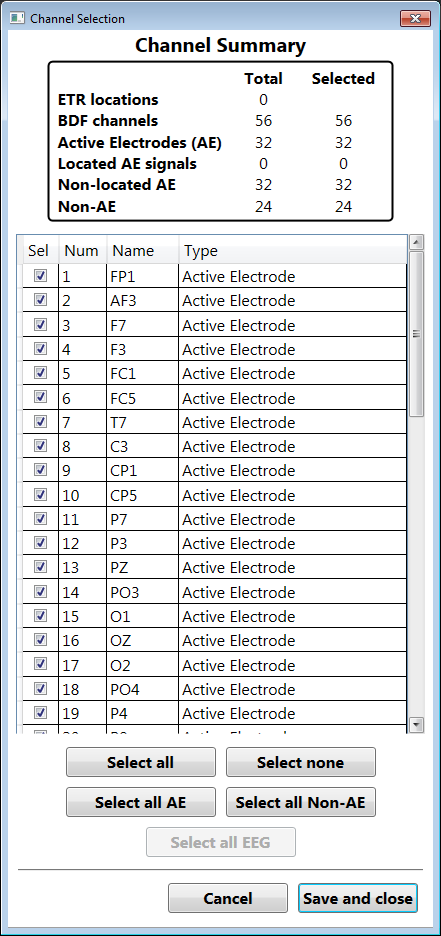 Channel Selection
Channel Summary
Total Selected
ETR locations 0
BDF channels 56 56
Active Electrodes (AE) 32 32
Located AE signals 0 0
Non-located AE 32 32
Non-AE 24 24
Sel Num Name Type
1 FP1 Active Electrode
2 AF3 Active Electrode
3 F7 Active Electrode
4 F3 Active Electrode
5 FC1 Active Electrode
6 FC5 Active Electrode
7 T7 Active Electrode
8 C3 Active Electrode
9 CP1 Active Electrode
10 CP5 Active Electrode
11 P7 Active Electrode
12 P3 Active Electrode
13 PZ Active Electrode
14 PO3 Active Electrode
15 O1 Active Electrode
16 OZ Active Electrode
17 O2 Active Electrode
18 PO4 Active Electrode
19 P4 Active Electrode
Select all Select none
Select all AE Select all Non-AE
Select all EEG
Cancel Save and close